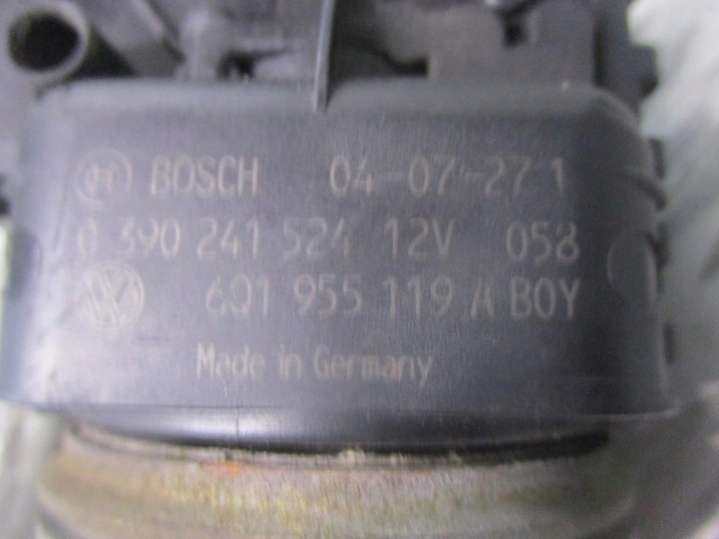 BOSCH 04-07-27 1
0 390 241 524 12V 058
6Q1 955 119 A BOY
Made in Germany